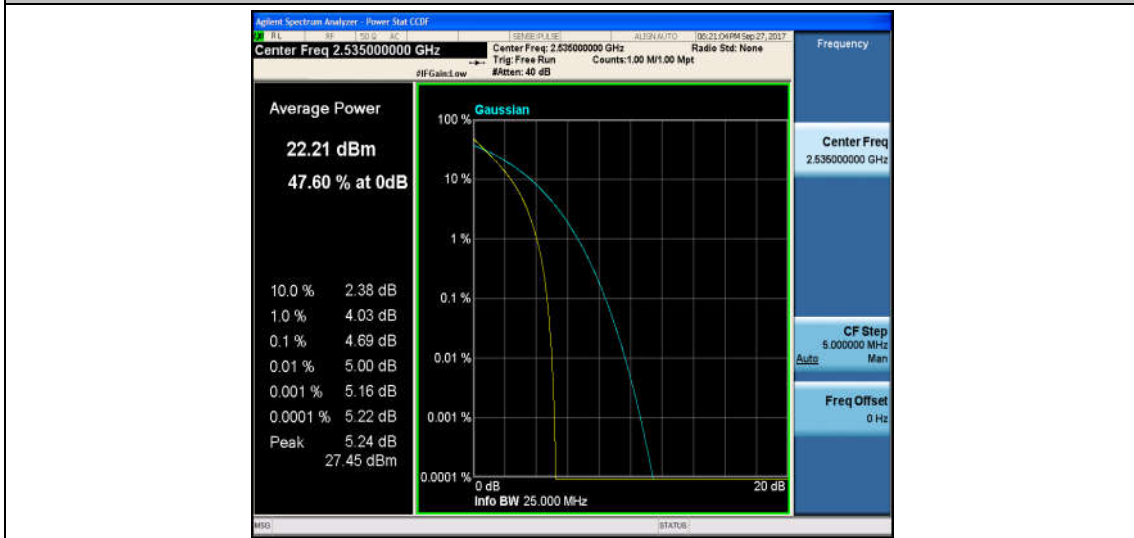 Agilent Spectrum Analyzer - Power Stat CCDF
RL RF 50 Ω AC SENSE:PULSE ALIGN AUTO 06:21:04 PM Sep 27, 2017
Center Freq 2.535000000 GHz
Center Freq: 2.535000000 GHz Radio Std: None
Trig: Free Run Counts:1.00 M/1.00 Mpt
#IFGain:Low #Atten: 40 dB
Frequency
Average Power
22.21 dBm
47.60 % at 0dB
10.0 % 2.38 dB
1.0 % 4.03 dB
0.1 % 4.69 dB
0.01 % 5.00 dB
0.001 % 5.16 dB
0.0001 % 5.22 dB
Peak 5.24 dB
27.45 dBm
Gaussian
100 %
10 %
1 %
0.1 %
0.01 %
0.001 %
0.0001 %
0 dB 20 dB
Info BW 25.000 MHz
Center Freq
2.535000000 GHz
CF Step
5.000000 MHz
Auto Man
Freq Offset
0 Hz
MSG STATUS